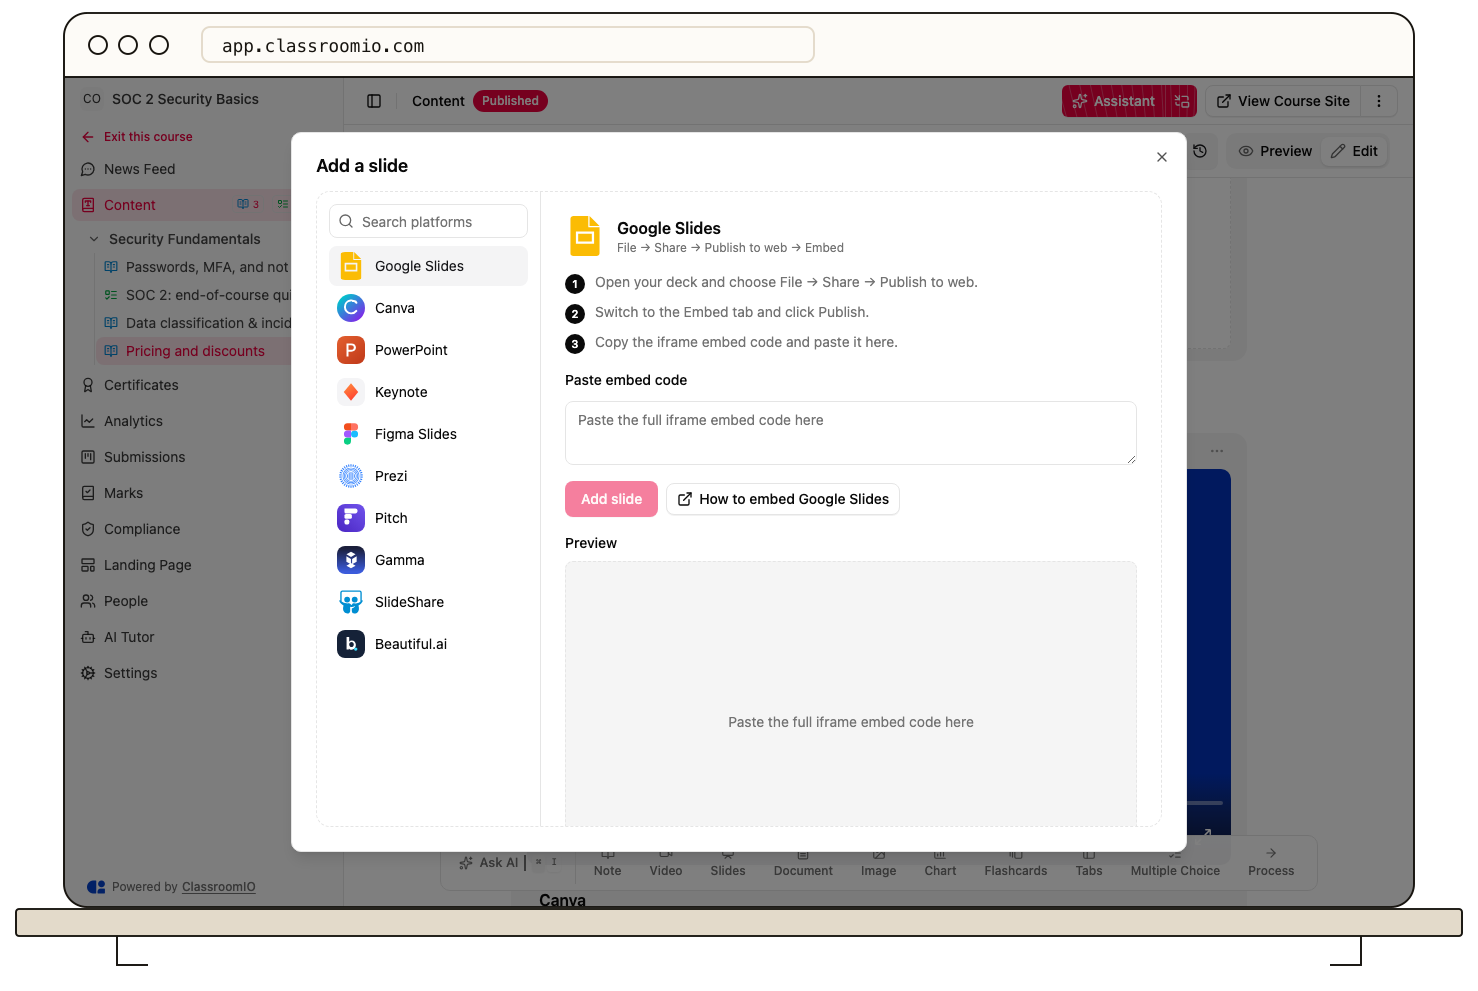 app.classroomio.com
CO SOC 2 Security Basics
Exit this course
News Feed
Content 3
Security Fundamentals
Passwords, MFA, and not
SOC 2: end-of-course qui
Data classification & incid
Pricing and discounts
Certificates
Analytics
Submissions
Marks
Compliance
Landing Page
People
AI Tutor
Settings
Powered by ClassroomIO
Content Published
Assistant
View Course Site
Preview
Edit
Add a slide
Search platforms
Google Slides
Canva
PowerPoint
Keynote
Figma Slides
Prezi
Pitch
Gamma
SlideShare
Beautiful.ai
Google Slides
File → Share → Publish to web → Embed
1 Open your deck and choose File → Share → Publish to web.
2 Switch to the Embed tab and click Publish.
3 Copy the iframe embed code and paste it here.
Paste embed code
Paste the full iframe embed code here
Add slide
How to embed Google Slides
Preview
Paste the full iframe embed code here
Ask AI ⌘ I
Note
Video
Slides
Document
Image
Chart
Flashcards
Tabs
Multiple Choice
Process
Canva